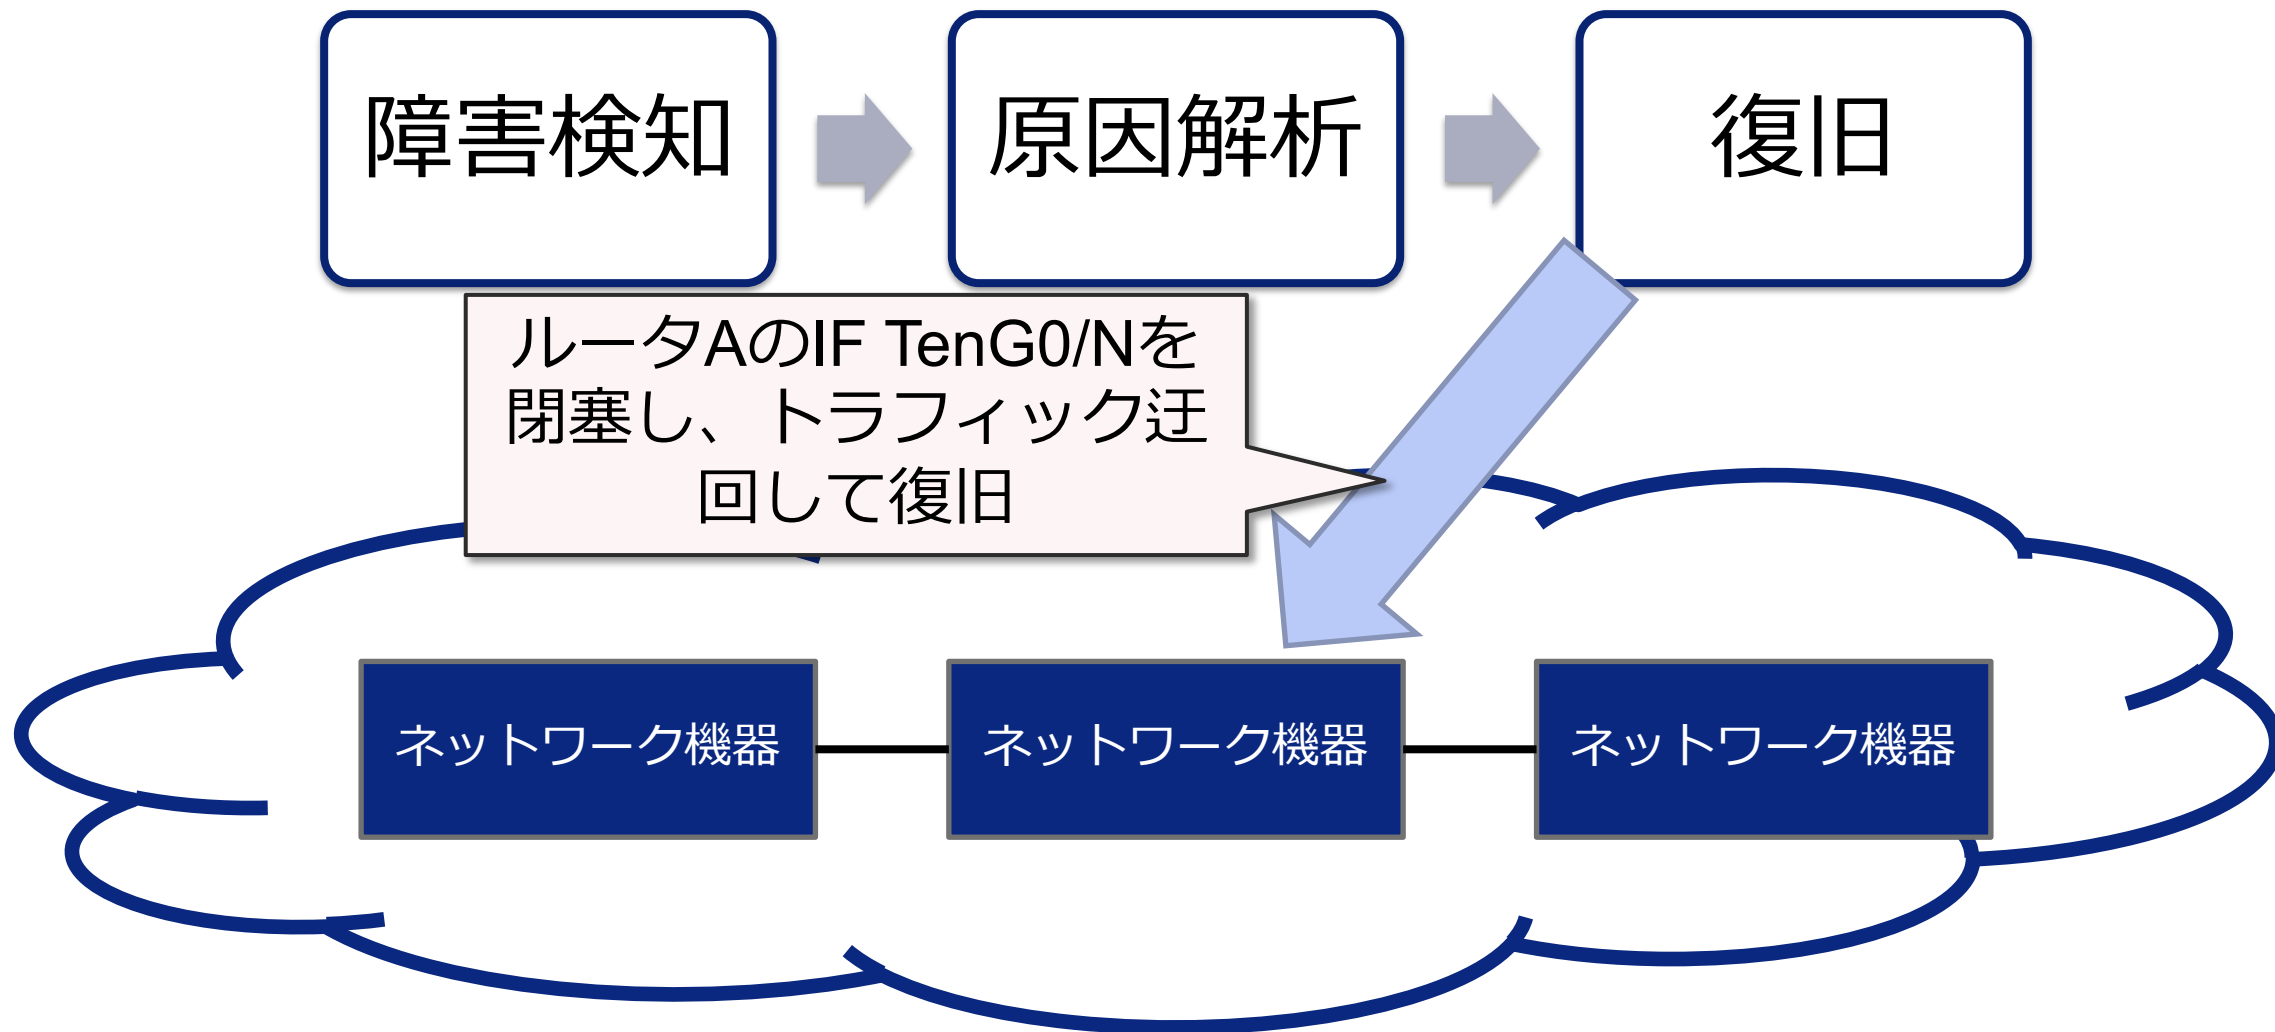 障害検知
原因解析
復旧
ルータAのIF TenG0/Nを
閉塞し、トラフィック迂
回して復旧
ネットワーク機器
ネットワーク機器
ネットワーク機器